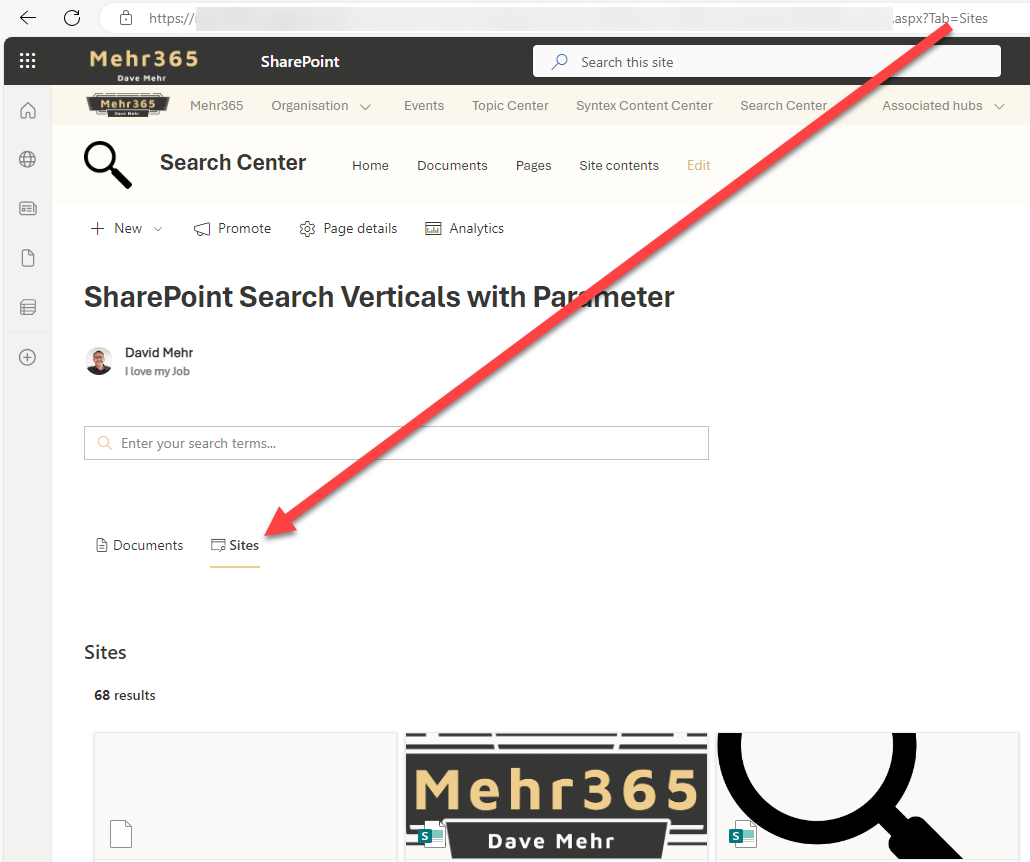 https://
.aspx?Tab=Sites
Mehr365
Dave Mehr
SharePoint
Search this site
Mehr365
Dave Mehr
Mehr365
Organisation
Events
Topic Center
Syntex Content Center
Search Center
Associated hubs
Search Center
Home
Documents
Pages
Site contents
Edit
New
Promote
Page details
Analytics
SharePoint Search Verticals with Parameter
David Mehr
I love my Job
Enter your search terms...
Documents
Sites
Sites
68 results
Mehr365
S
Dave Mehr
S